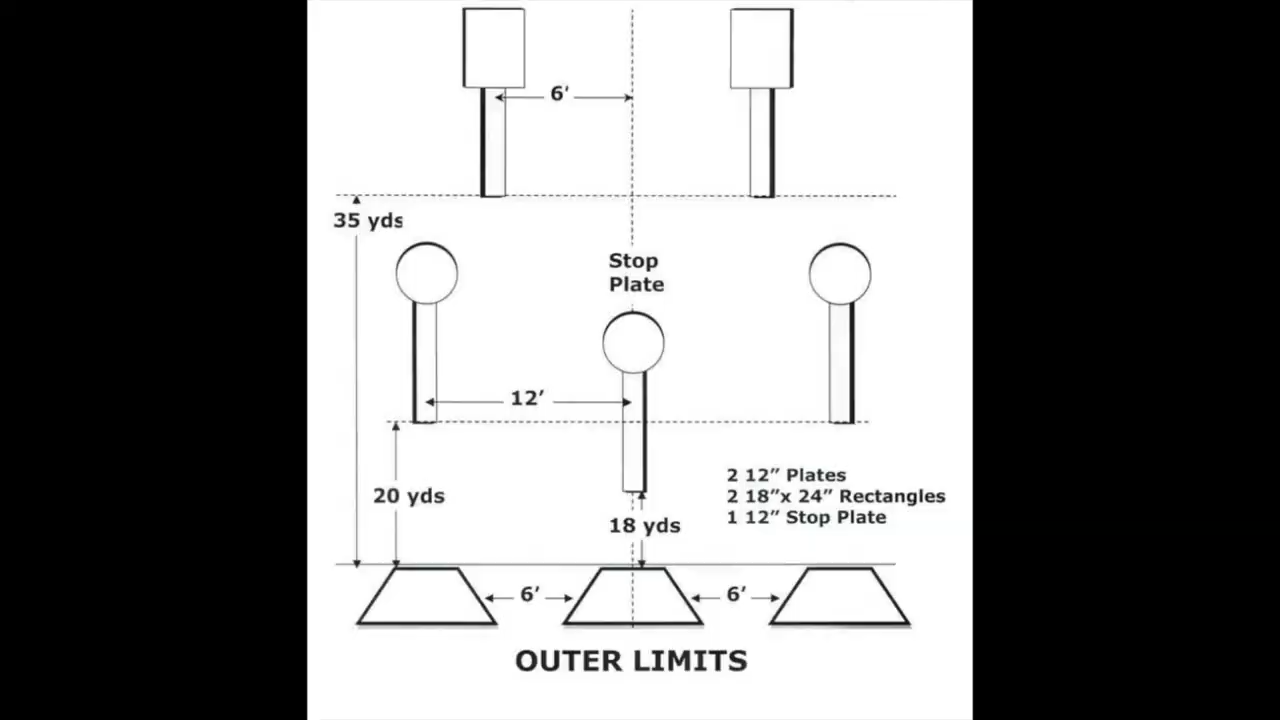 6’
35 yds
Stop
Plate
12’
2 12” Plates
20 yds
2 18”x 24” Rectangles
1 12” Stop Plate
18 yds
6’
6’
OUTER LIMITS